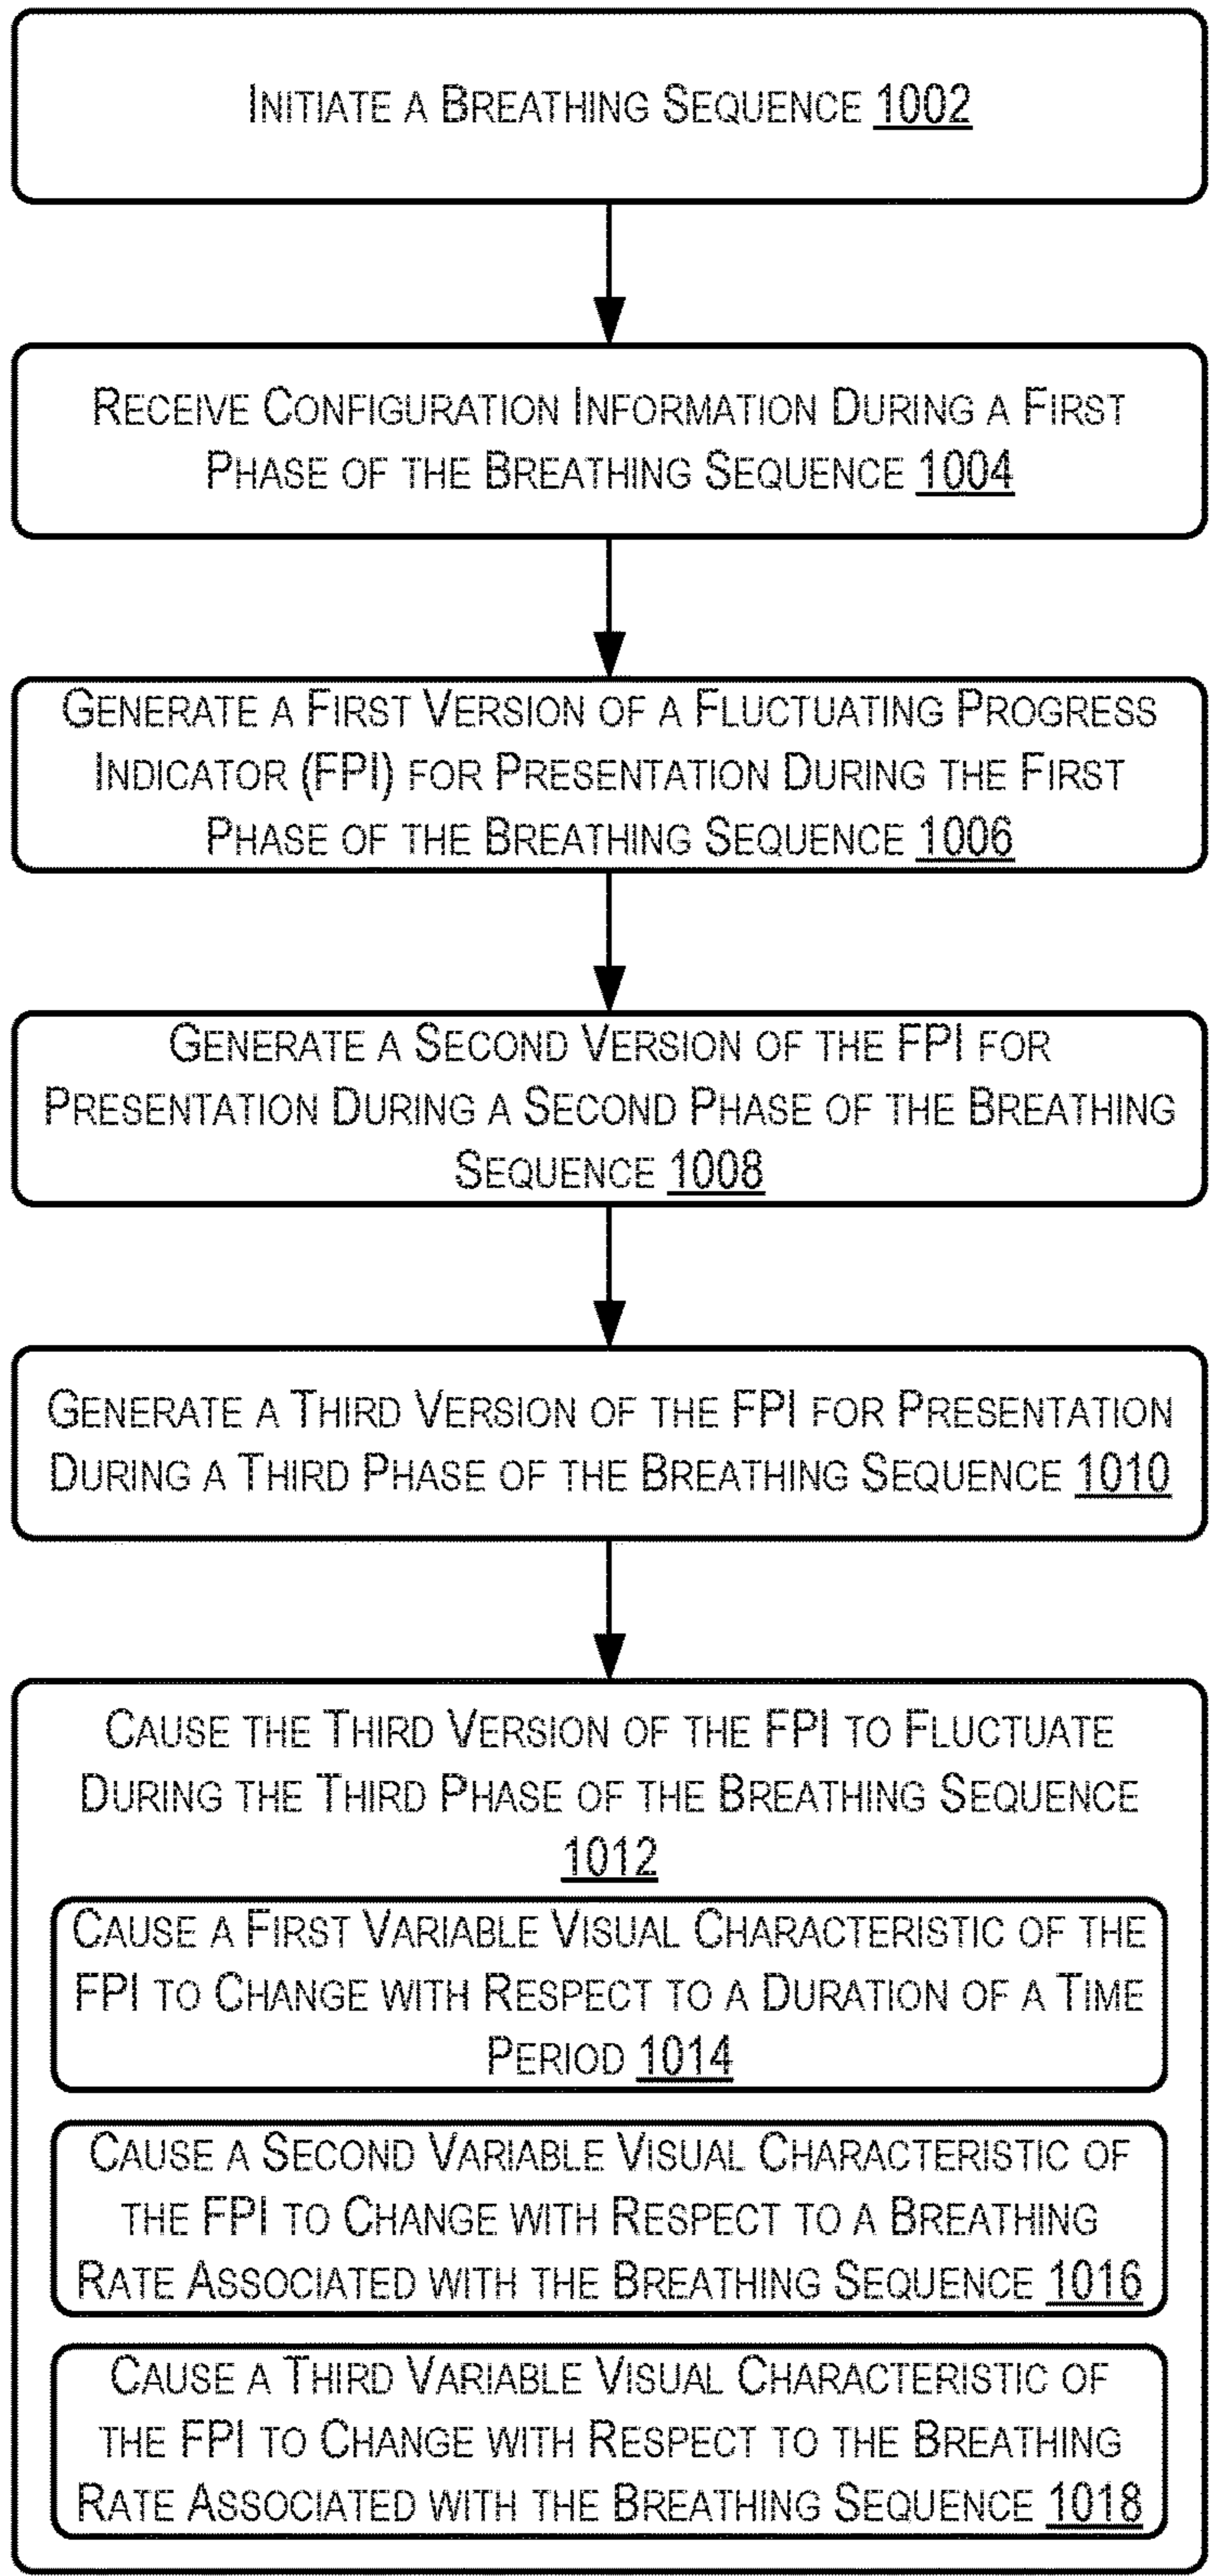 INITIATE A BREATHING SEQUENCE 1002
RECEIVE CONFIGURATION INFORMATION DURING A FIRST
PHASE OF THE BREATHING SEQUENCE 1004
GENERATE A FIRST VERSION OF A FLUCTUATING PROGRESS
INDICATOR (FPI) FOR PRESENTATION DURING THE FIRST
PHASE OF THE BREATHING SEQUENCE 1006
GENERATE A SECOND VERSION OF THE FPI FOR
PRESENTATION DURING A SECOND PHASE OF THE BREATHING
SEQUENCE 1008
GENERATE A THIRD VERSION OF THE FPI FOR PRESENTATION
DURING A THIRD PHASE OF THE BREATHING SEQUENCE 1010
CAUSE THE THIRD VERSION OF THE FPI TO FLUCTUATE
DURING THE THIRD PHASE OF THE BREATHING SEQUENCE
1012
CAUSE A FIRST VARIABLE VISUAL CHARACTERISTIC OF THE
FPI TO CHANGE WITH RESPECT TO A DURATION OF A TIME
PERIOD 1014
CAUSE A SECOND VARIABLE VISUAL CHARACTERISTIC OF
THE FPI TO CHANGE WITH RESPECT TO A BREATHING
RATE ASSOCIATED WITH THE BREATHING SEQUENCE 1016
CAUSE A THIRD VARIABLE VISUAL CHARACTERISTIC OF
THE FPI TO CHANGE WITH RESPECT TO THE BREATHING
RATE ASSOCIATED WITH THE BREATHING SEQUENCE 1018